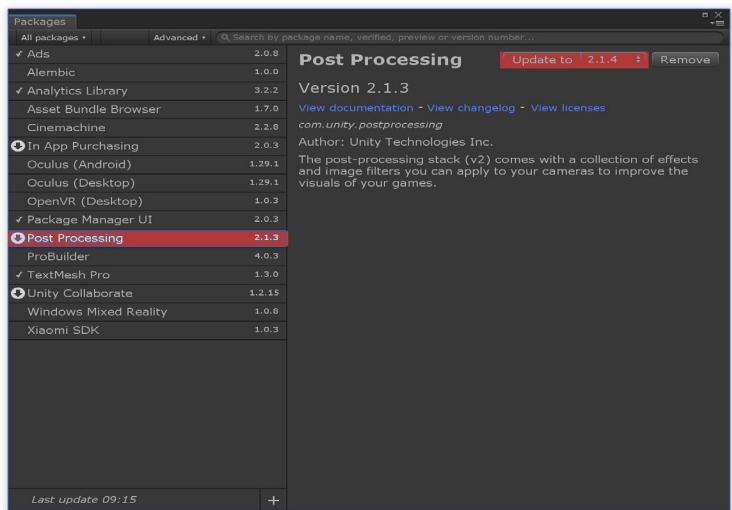 Packages
All packages Advanced Search by package name, verified, preview or version number...
Ads 2.0.8
Alembic 1.0.0
Analytics Library 3.2.2
Asset Bundle Browser 1.7.0
Cinemachine 2.2.8
In App Purchasing 2.0.3
Oculus (Android) 1.29.1
Oculus (Desktop) 1.29.1
OpenVR (Desktop) 1.0.3
Package Manager UI 2.0.3
Post Processing 2.1.3
ProBuilder 4.0.3
TextMesh Pro 1.3.0
Unity Collaborate 1.2.15
Windows Mixed Reality 1.0.8
Xiaomi SDK 1.0.3
Last update 09:15 +
Post Processing Update to 2.1.4 Remove
Version 2.1.3
View documentation - View changelog - View licenses
com.unity.postprocessing
Author: Unity Technologies Inc.
The post-processing stack (v2) comes with a collection of effects
and image filters you can apply to your cameras to improve the
visuals of your games.